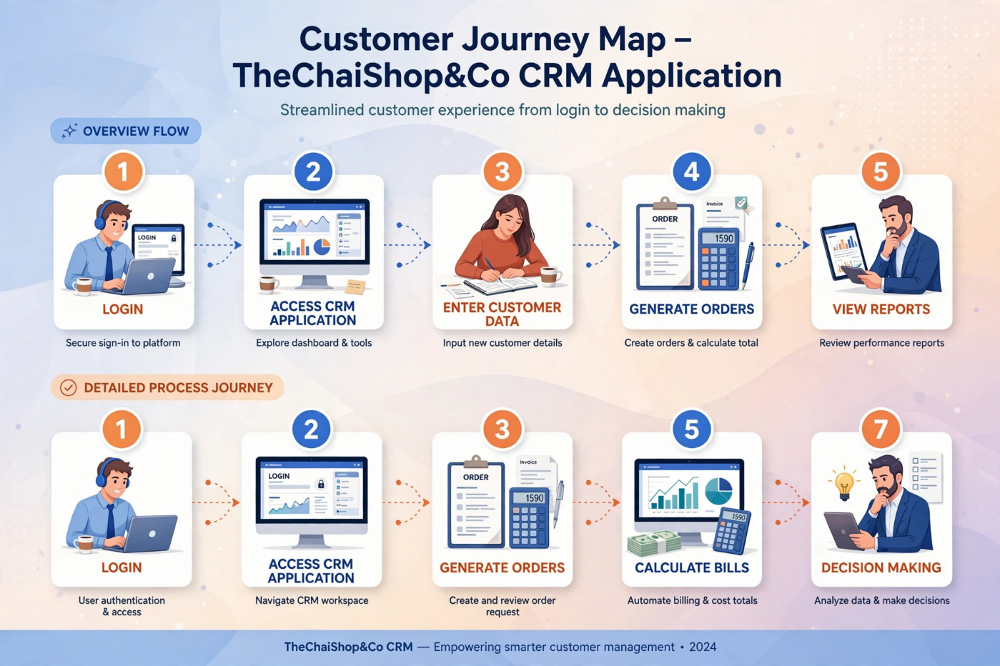 Customer Journey Map –
TheChaiShop&Co CRM Application
Streamlined customer experience from login to decision making
OVERVIEW FLOW
1
2
3
4
5
LOGIN
ORDER
Invoice
1590
LOGIN
ACCESS CRM
APPLICATION
ENTER CUSTOMER
DATA
GENERATE ORDERS
VIEW REPORTS
Secure sign-in to platform
Explore dashboard & tools
Input new customer details
Create orders & calculate total
Review performance reports
DETAILED PROCESS JOURNEY
1
2
3
5
7
LOGIN
ORDER
Invoice
1590
1590
LOGIN
ACCESS CRM
APPLICATION
GENERATE ORDERS
CALCULATE BILLS
DECISION MAKING
User authentication
& access
Navigate CRM workspace
Create and review order
request
Automate billing & cost totals
Analyze data & make decisions
TheChaiShop&Co CRM — Empowering smarter customer management • 2024